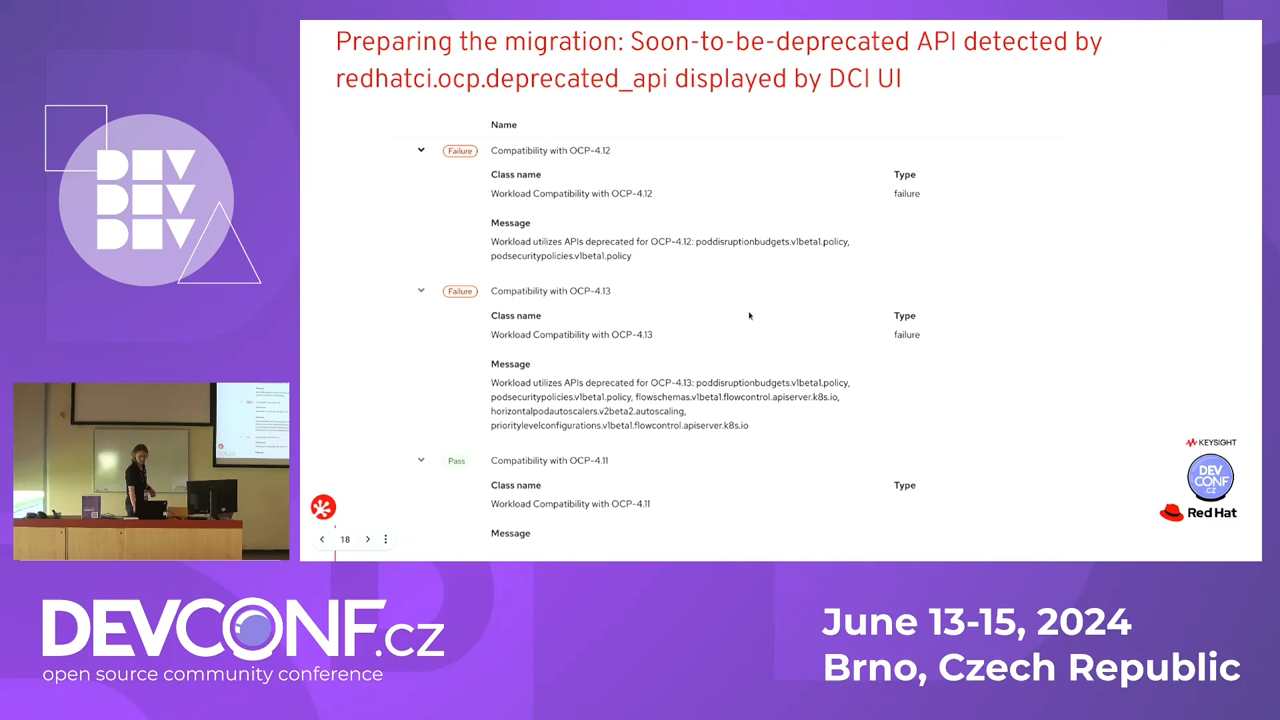 Preparing the migration: Soon-to-be-deprecated API detected by
redhatci.ocp.deprecated_api displayed by DCI UI
DEV
DEV
DEV
Name
Failure
Compatibility with OCP-4.12
Class name
Type
Workload Compatibility with OCP-4.12
failure
Message
Workload utilizes APIs deprecated for OCP-4.12: poddisruptionbudgets.v1beta1.policy,
podsecuritypolicies.v1beta1.policy
Failure
Compatibility with OCP-4.13
Class name
Type
Workload Compatibility with OCP-4.13
failure
Message
Workload utilizes APIs deprecated for OCP-4.13: poddisruptionbudgets.v1beta1.policy,
podsecuritypolicies.v1beta1.policy, flowschemas.v1beta1.flowcontrol.apiserver.k8s.io,
horizontalpodautoscalers.v2beta2.autoscaling,
prioritylevelconfigurations.v1beta1.flowcontrol.apiserver.k8s.io
Pass
Compatibility with OCP-4.11
Class name
Type
Workload Compatibility with OCP-4.11
Message
18
KEYSIGHT
DEV
CONF
.CZ
Red Hat
DEVCONF.cz
open source community conference
June 13-15, 2024
Brno, Czech Republic